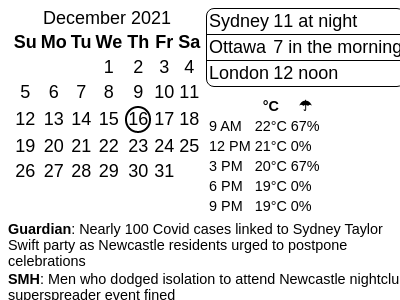 December 2021
Su Mo Tu We Th Fr Sa
1 2 3 4
5 6 7 8 9 10 11
12 13 14 15 16 17 18
19 20 21 22 23 24 25
26 27 28 29 30 31
Sydney 11 at night
Ottawa 7 in the morning
London 12 noon
°C ☂
9 AM 22°C 67%
12 PM 21°C 0%
3 PM 20°C 67%
6 PM 19°C 0%
9 PM 19°C 0%
Guardian: Nearly 100 Covid cases linked to Sydney Taylor
Swift party as Newcastle residents urged to postpone
celebrations
SMH: Men who dodged isolation to attend Newcastle nightclu
superspreader event fined